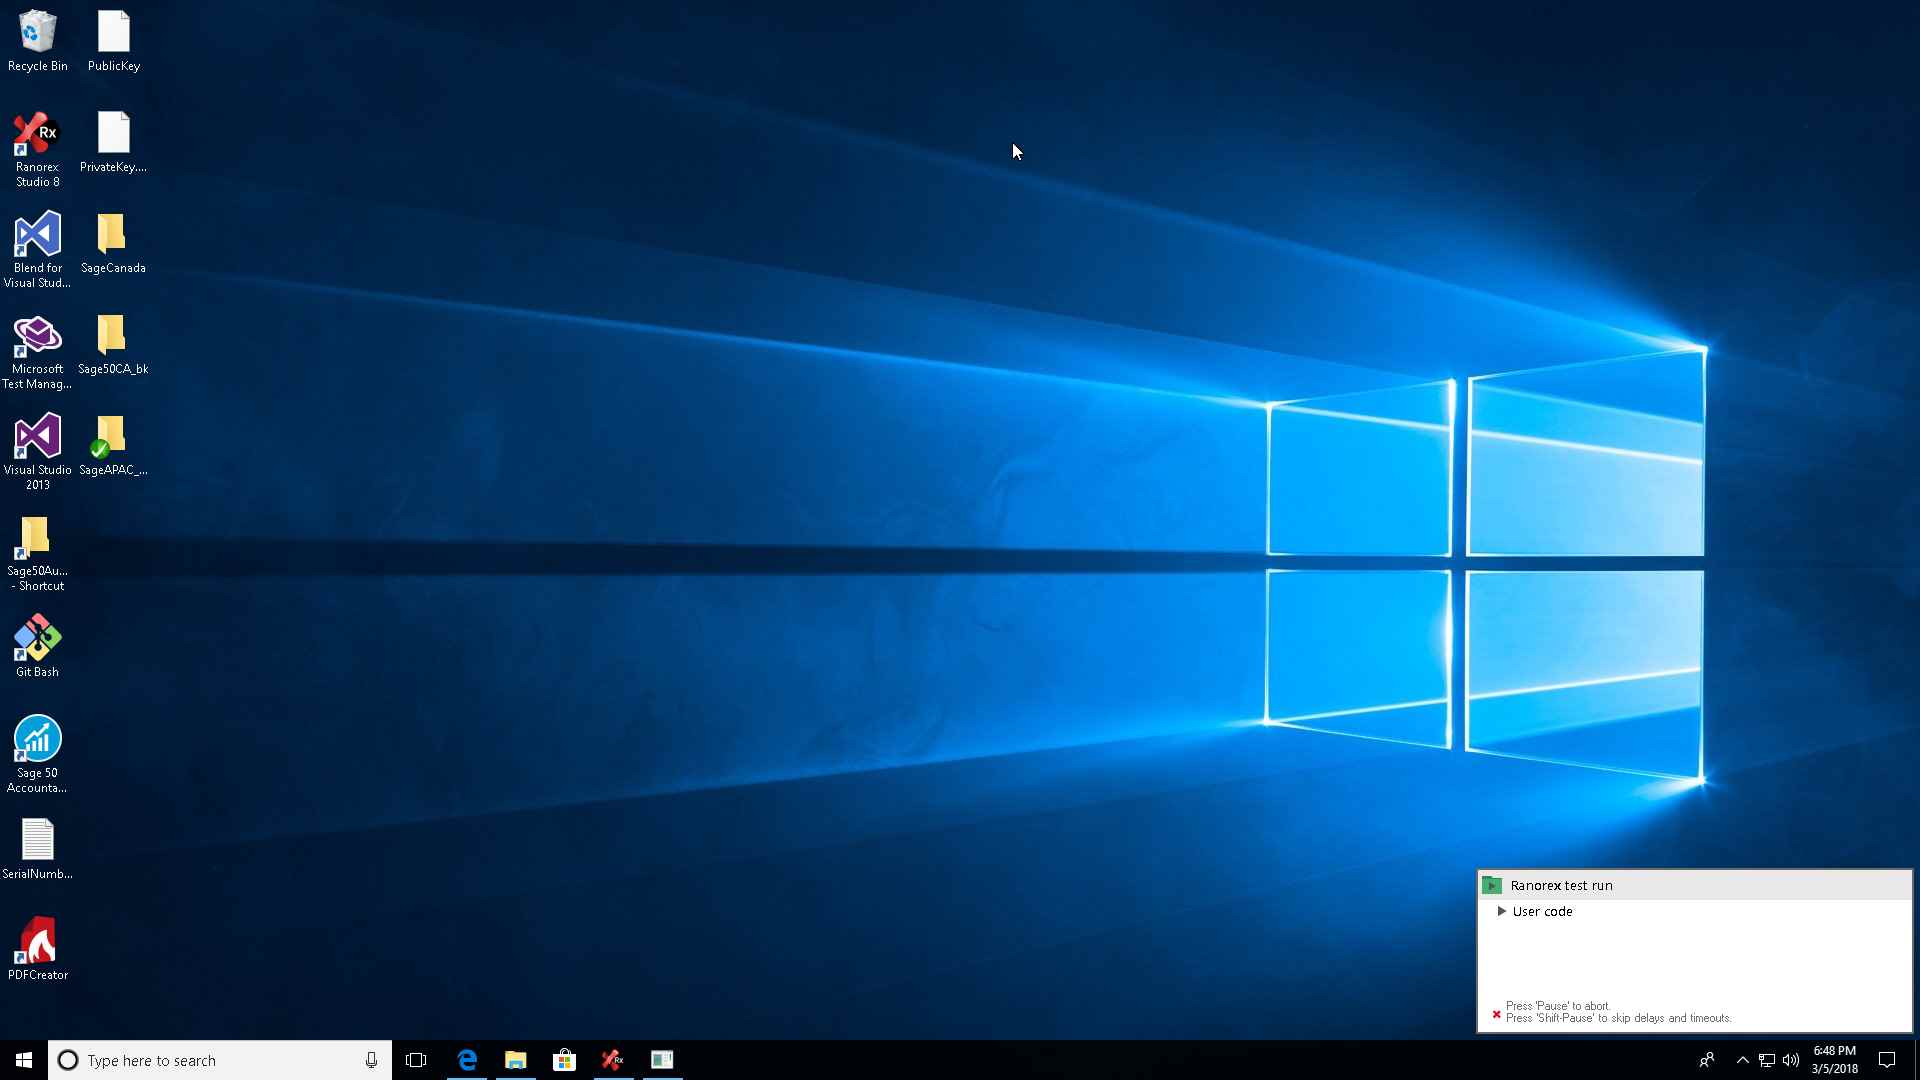 Recycle Bin
PublicKey
Rx
Ranorex
Studio 8
PrivateKey....
Blend for
Visual Stud...
SageCanada
Microsoft
Test Manag...
Sage50CA_bk
Visual Studio
2013
SageAPAC_...
Sage50Au...
- Shortcut
Git Bash
Sage 50
Accounta...
SerialNumb...
PDFCreator
Ranorex test run
User code
Press 'Pause' to abort.
Press 'Shift-Pause' to skip delays and timeouts.
Type here to search
Rx
6:48 PM
3/5/2018